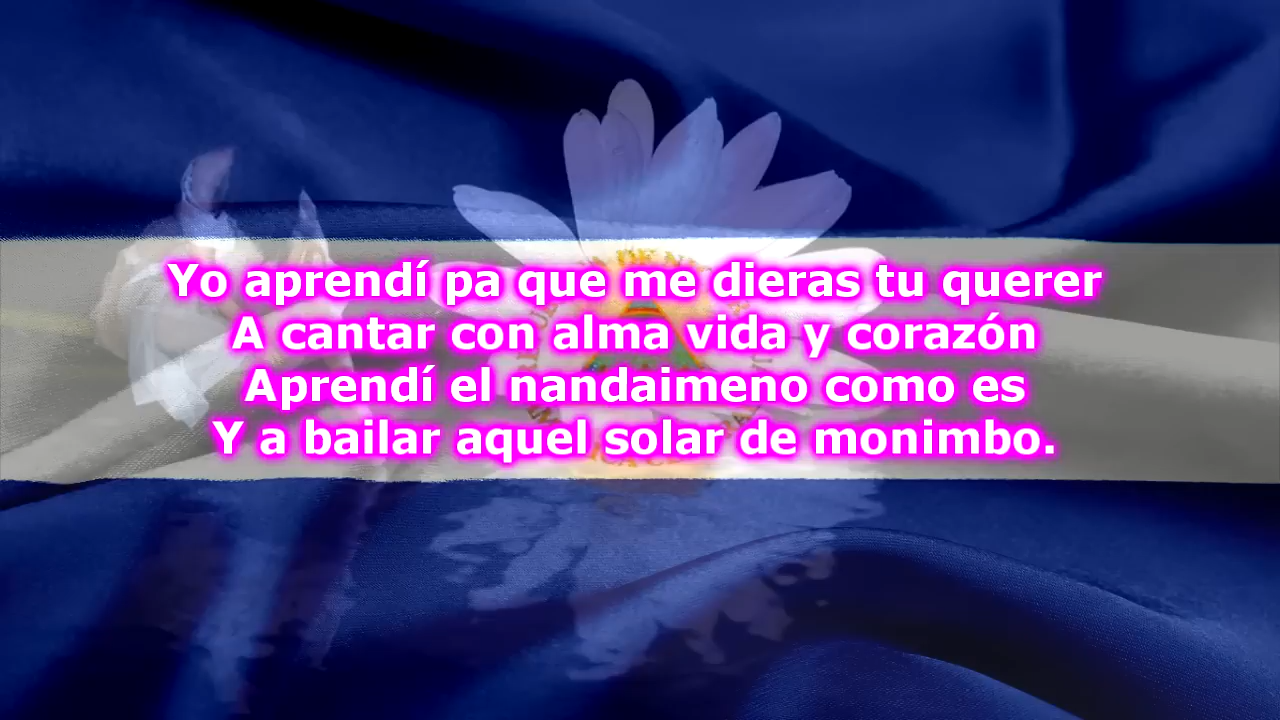 Yo aprendí pa que me dieras tu querer
A cantar con alma vida y corazón
Aprendí el nandaimeno como es
Y a bailar aquel solar de monimbo.